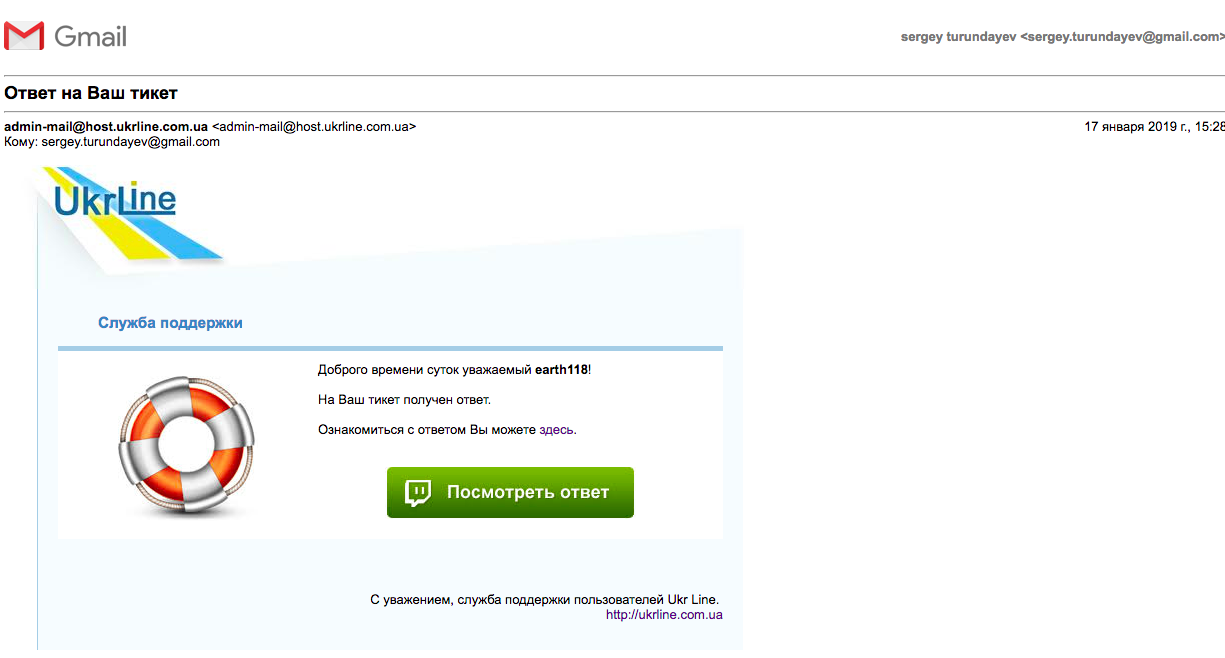 Gmail
sergey turundayev <sergey.turundayev@gmail.com>
Ответ на Ваш тикет
admin-mail@host.ukrline.com.ua <admin-mail@host.ukrline.com.ua>
17 января 2019 г., 15:28
Кому: sergey.turundayev@gmail.com
UkrLine
Служба поддержки
Доброго времени суток уважаемый earth118!
На Ваш тикет получен ответ.
Ознакомиться с ответом Вы можете здесь.
Посмотреть ответ
С уважением, служба поддержки пользователей Ukr Line.
http://ukrline.com.ua